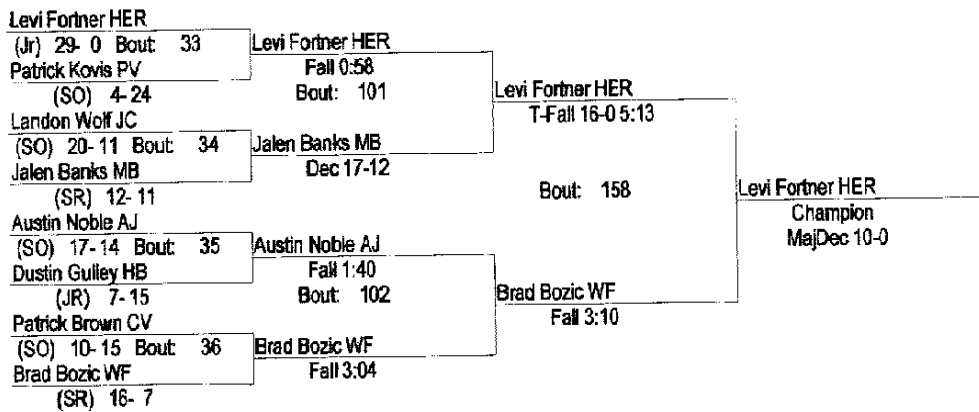 Levi Fortner HER
(Jr) 29- 0 Bout: 33
Patrick Kovis PV
(SO) 4-24
Landon Wolf JC
(SO) 20-11 Bout: 34
Jalen Banks MB
(SR) 12-11
Austin Noble AJ
(SO) 17-14 Bout: 35
Dustin Gulley HB
(JR) 7-15
Patrick Brown CV
(SO) 10-15 Bout: 36
Brad Bozic WF
(SR) 16- 7
Levi Fortner HER
Fall 0:58
Bout: 101
Jalen Banks MB
Dec 17-12
Austin Noble AJ
Fall 1:40
Bout: 102
Brad Bozic WF
Fall 3:04
Levi Fortner HER
T-Fall 16-0 5:13
Bout: 158
Brad Bozic WF
Fall 3:10
Levi Fortner HER
Champion
MajDec 10-0